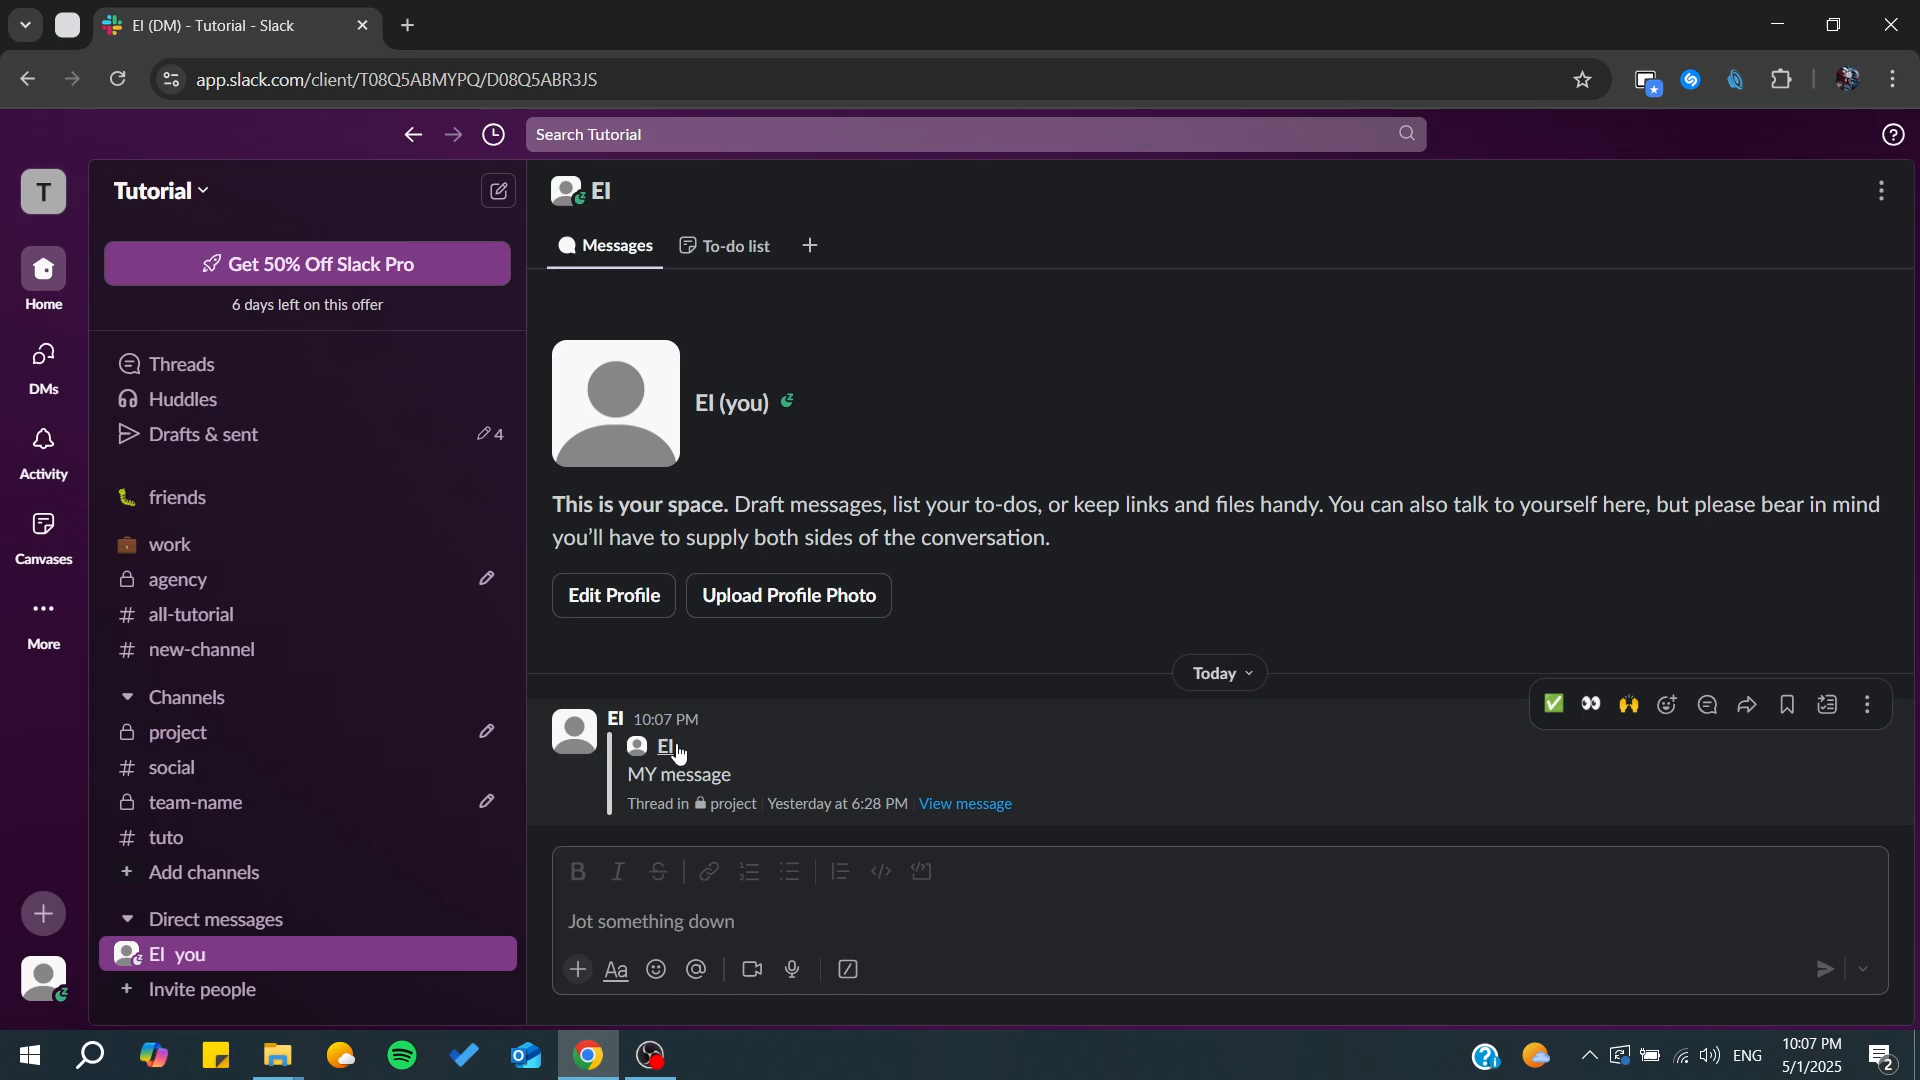 EI (DM) - Tutorial - Slack
app.slack.com/client/T08Q5ABMYPQ/D08Q5ABR3JS
Search Tutorial
T
Home
DMs
Activity
Canvases
More
Tutorial
Get 50% Off Slack Pro
6 days left on this offer
Threads
Huddles
Drafts & sent 4
friends
work
agency
# all-tutorial
# new-channel
Channels
project
# social
team-name
# tuto
+ Add channels
Direct messages
EI you
+ Invite people
EI
Messages To-do list +
EI (you)
This is your space. Draft messages, list your to-dos, or keep links and files handy. You can also talk to yourself here, but please bear in mind
you'll have to supply both sides of the conversation.
Edit Profile Upload Profile Photo
Today
EI 10:07 PM
EI
MY message
Thread in project Yesterday at 6:28 PM View message
Jot something down
Aa
ENG
10:07 PM
5/1/2025
2